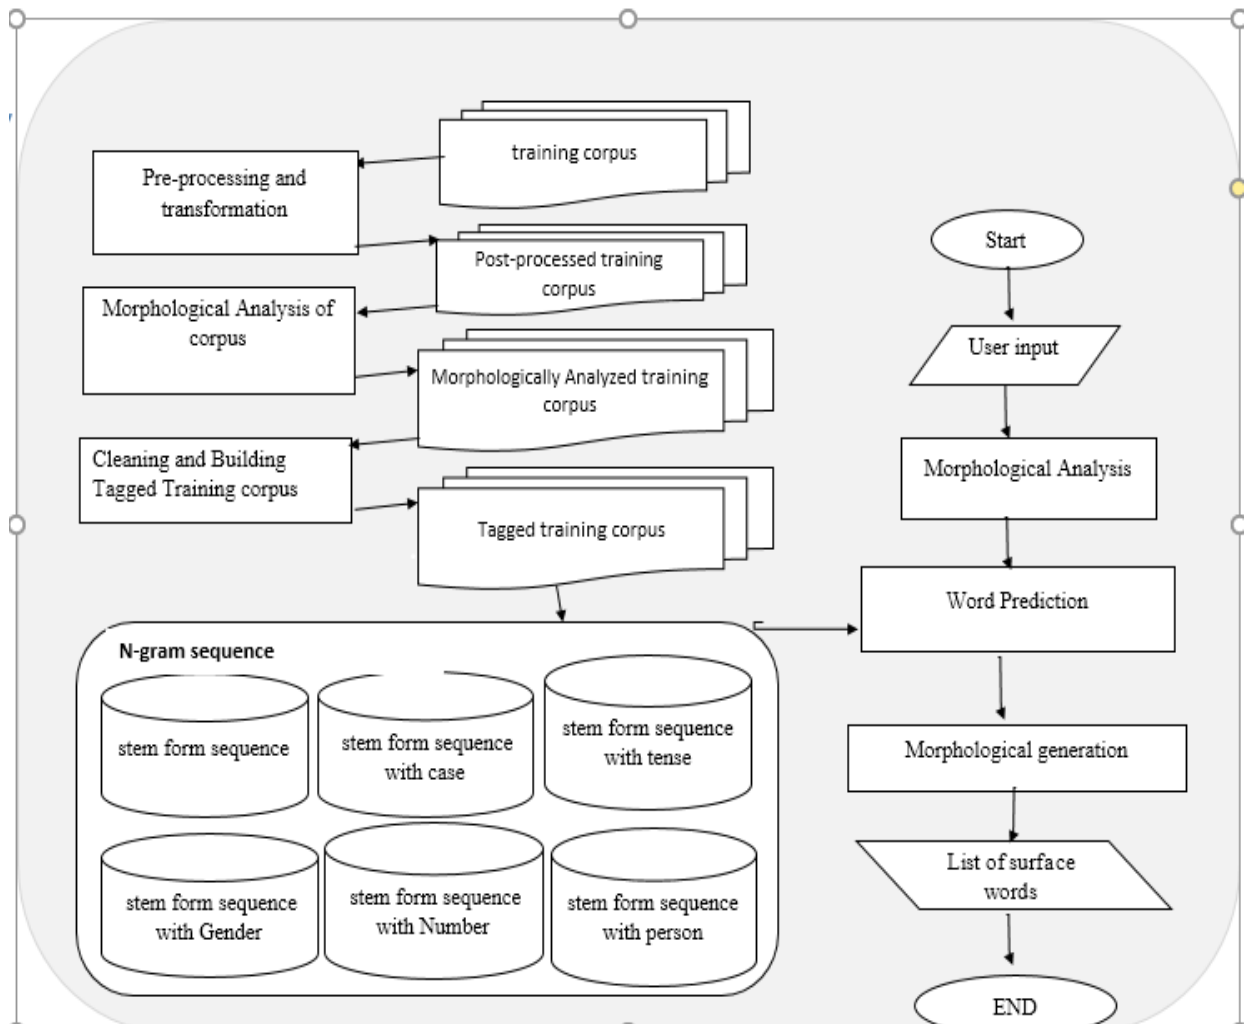 training corpus
Pre-processing and
transformation
Post-processed training
corpus
Morphological Analysis of
corpus
Morphologically Analyzed training
corpus
Cleaning and Building
Tagged Training corpus
Tagged training corpus
N-gram sequence
stem form sequence
stem form sequence
with case
stem form sequence
with tense
stem form sequence
with Gender
stem form sequence
with Number
stem form sequence
with person
Start
User input
Morphological Analysis
Word Prediction
Morphological generation
List of surface
words
END